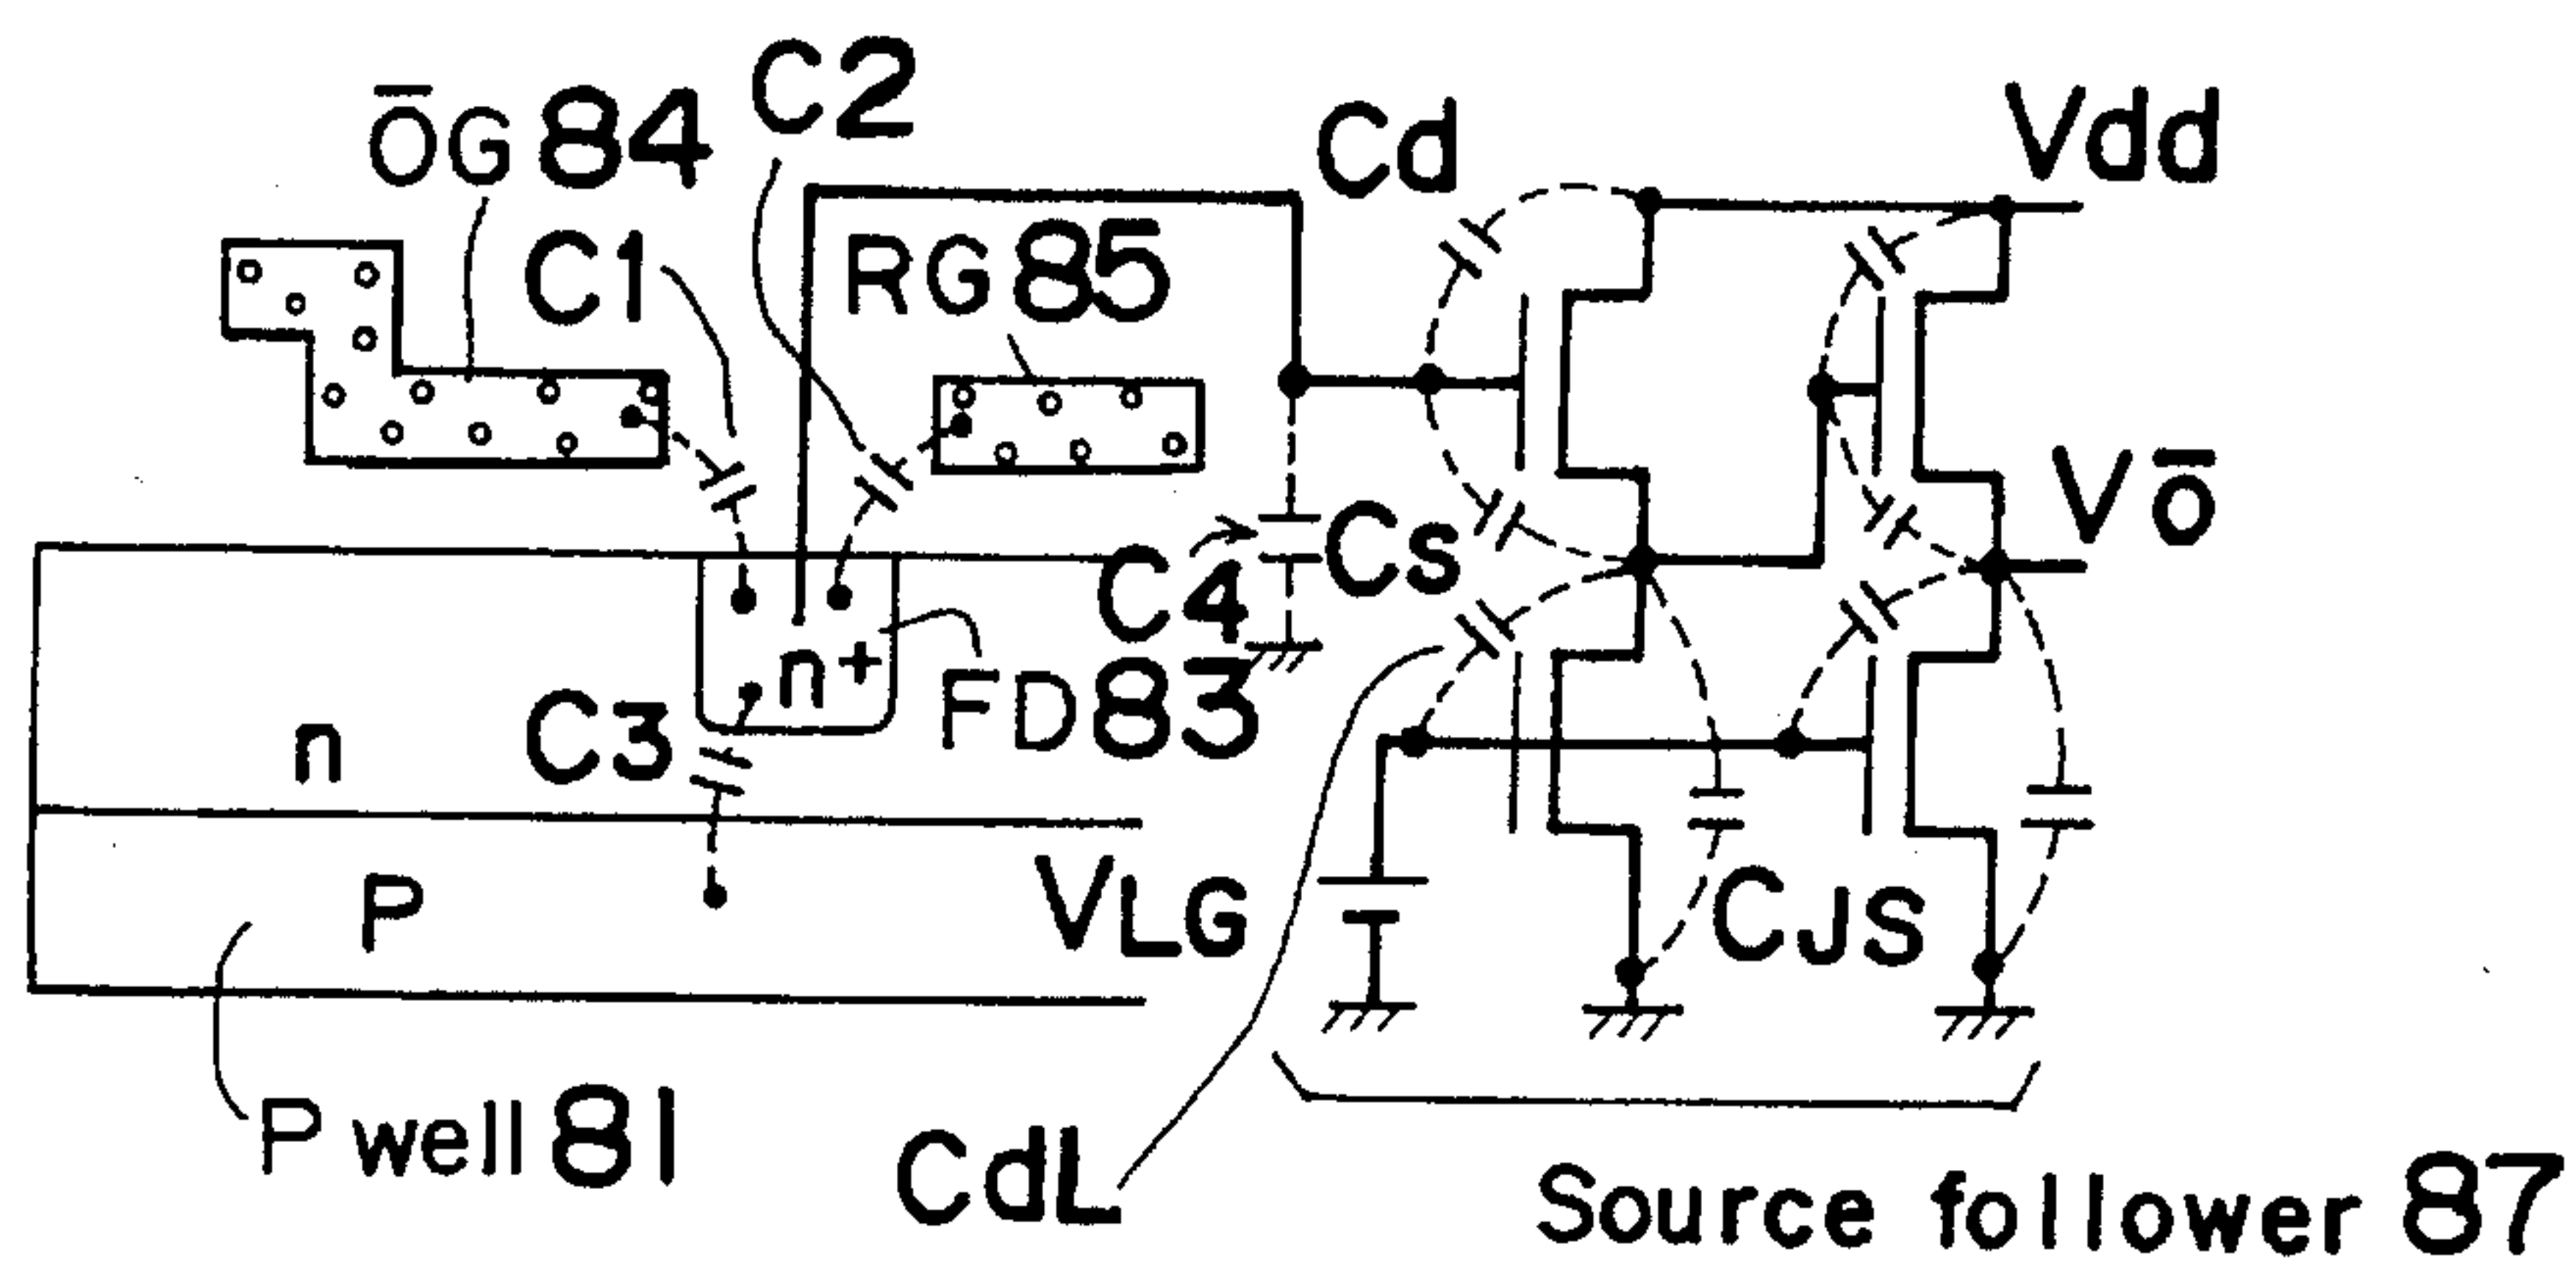 C2
ŌG 84
Cd
Vdd
C1
RG 85
Vō
C4
Cs
n+
FD 83
n
C3
P
VLG
CJS
P well 81
CdL
Source follower 87